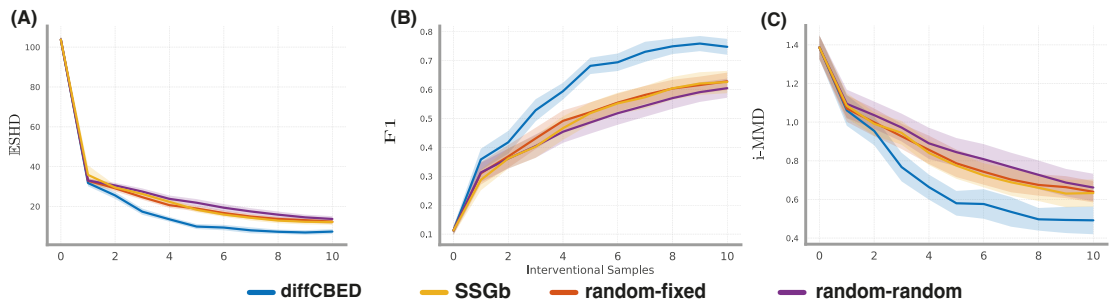 (A)
𝔼SHD
100
80
60
40
20
0 2 4 6 8 10
(B)
F1
0.8
0.7
0.6
0.5
0.4
0.3
0.2
0.1
0 2 4 6 8 10
Interventional Samples
(C)
i-MMD
1.4
1.2
1.0
0.8
0.6
0.4
0 2 4 6 8 10
diffCBED SSGb random-fixed random-random